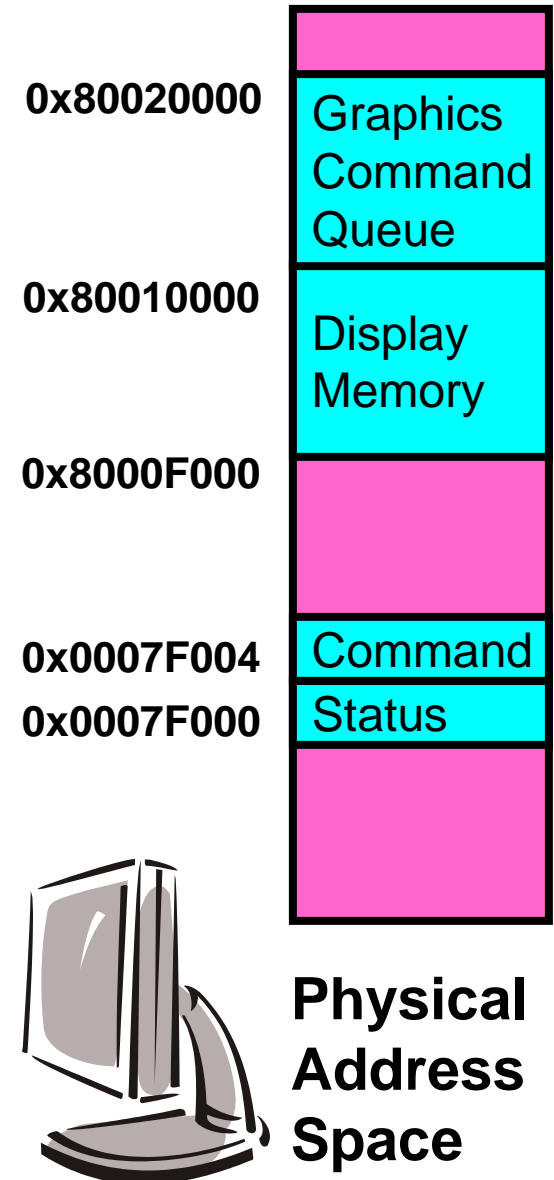 0x80020000
Graphics
Command
Queue
0x80010000
Display
Memory
0x8000F000
0x0007F004
Command
0x0007F000
Status
Physical
Address
Space